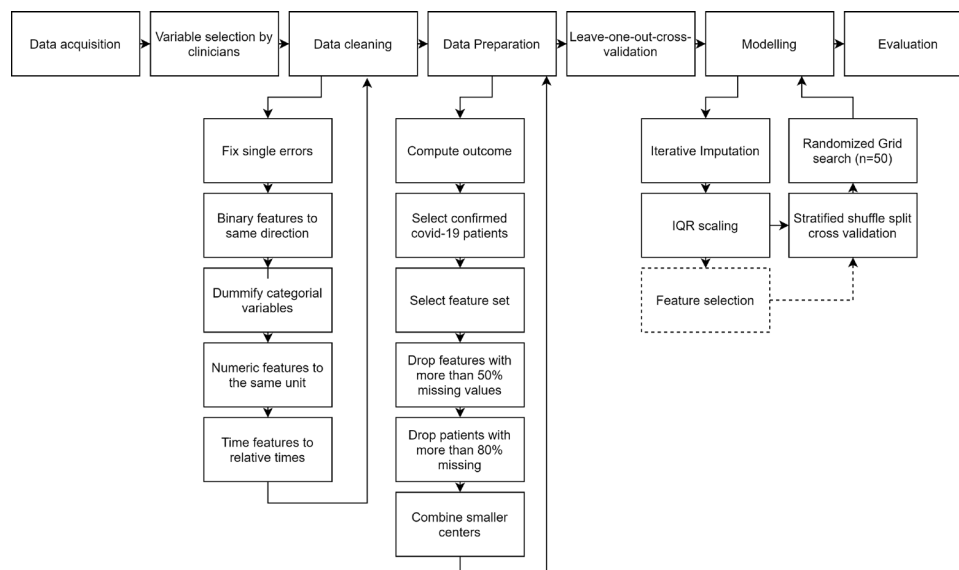 Data acquisition
Variable selection by
clinicians
Data cleaning
Data Preparation
Leave-one-out-cross-
validation
Modelling
Evaluation
Fix single errors
Binary features to
same direction
Dummify categorial
variables
Numeric features to
the same unit
Time features to
relative times
Compute outcome
Select confirmed
covid-19 patients
Select feature set
Drop features with
more than 50%
missing values
Drop patients with
more than 80%
missing
Combine smaller
centers
Iterative Imputation
IQR scaling
Feature selection
Randomized Grid
search (n=50)
Stratified shuffle split
cross validation